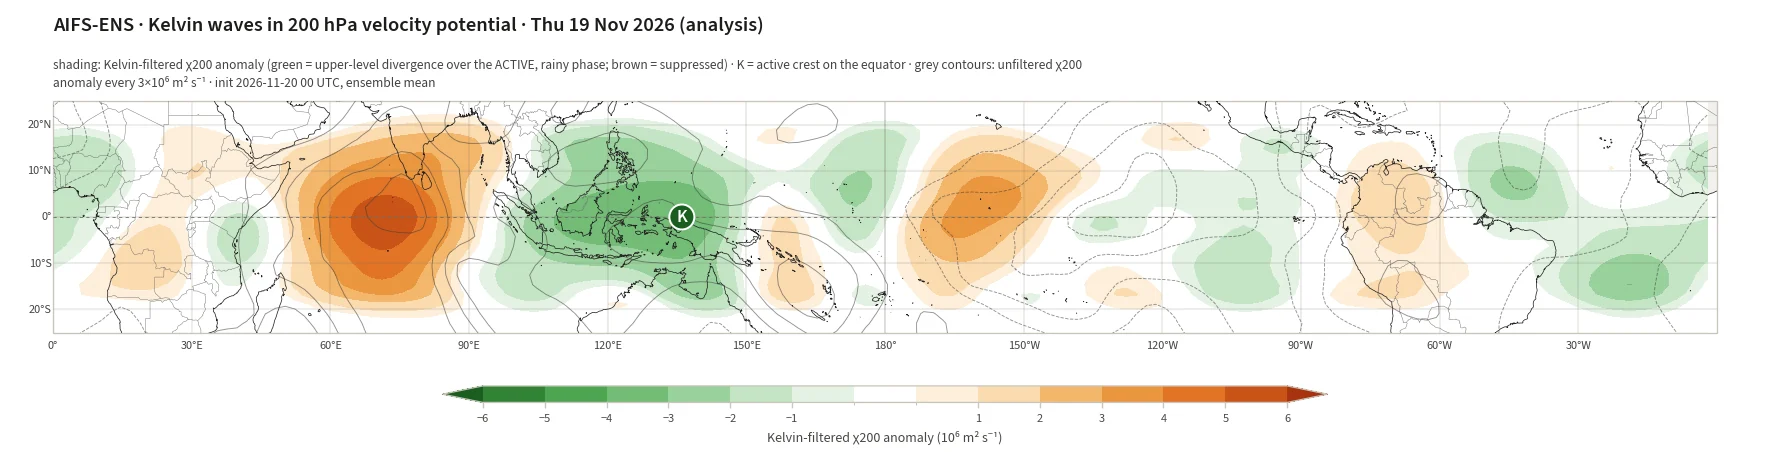 AIFS-ENS · Kelvin waves in 200 hPa velocity potential · Thu 19 Nov 2026 (analysis)
shading: Kelvin-filtered χ200 anomaly (green = upper-level divergence over the ACTIVE, rainy phase; brown = suppressed) · K = active crest on the equator · grey contours: unfiltered χ200
anomaly every 3×10⁶ m² s⁻¹ · init 2026-11-20 00 UTC, ensemble mean
20°N
10°N
0°
10°S
20°S
K
0° 30°E 60°E 90°E 120°E 150°E 180° 150°W 120°W 90°W 60°W 30°W
−6 −5 −4 −3 −2 −1 1 2 3 4 5 6
Kelvin-filtered χ200 anomaly (10⁶ m² s⁻¹)